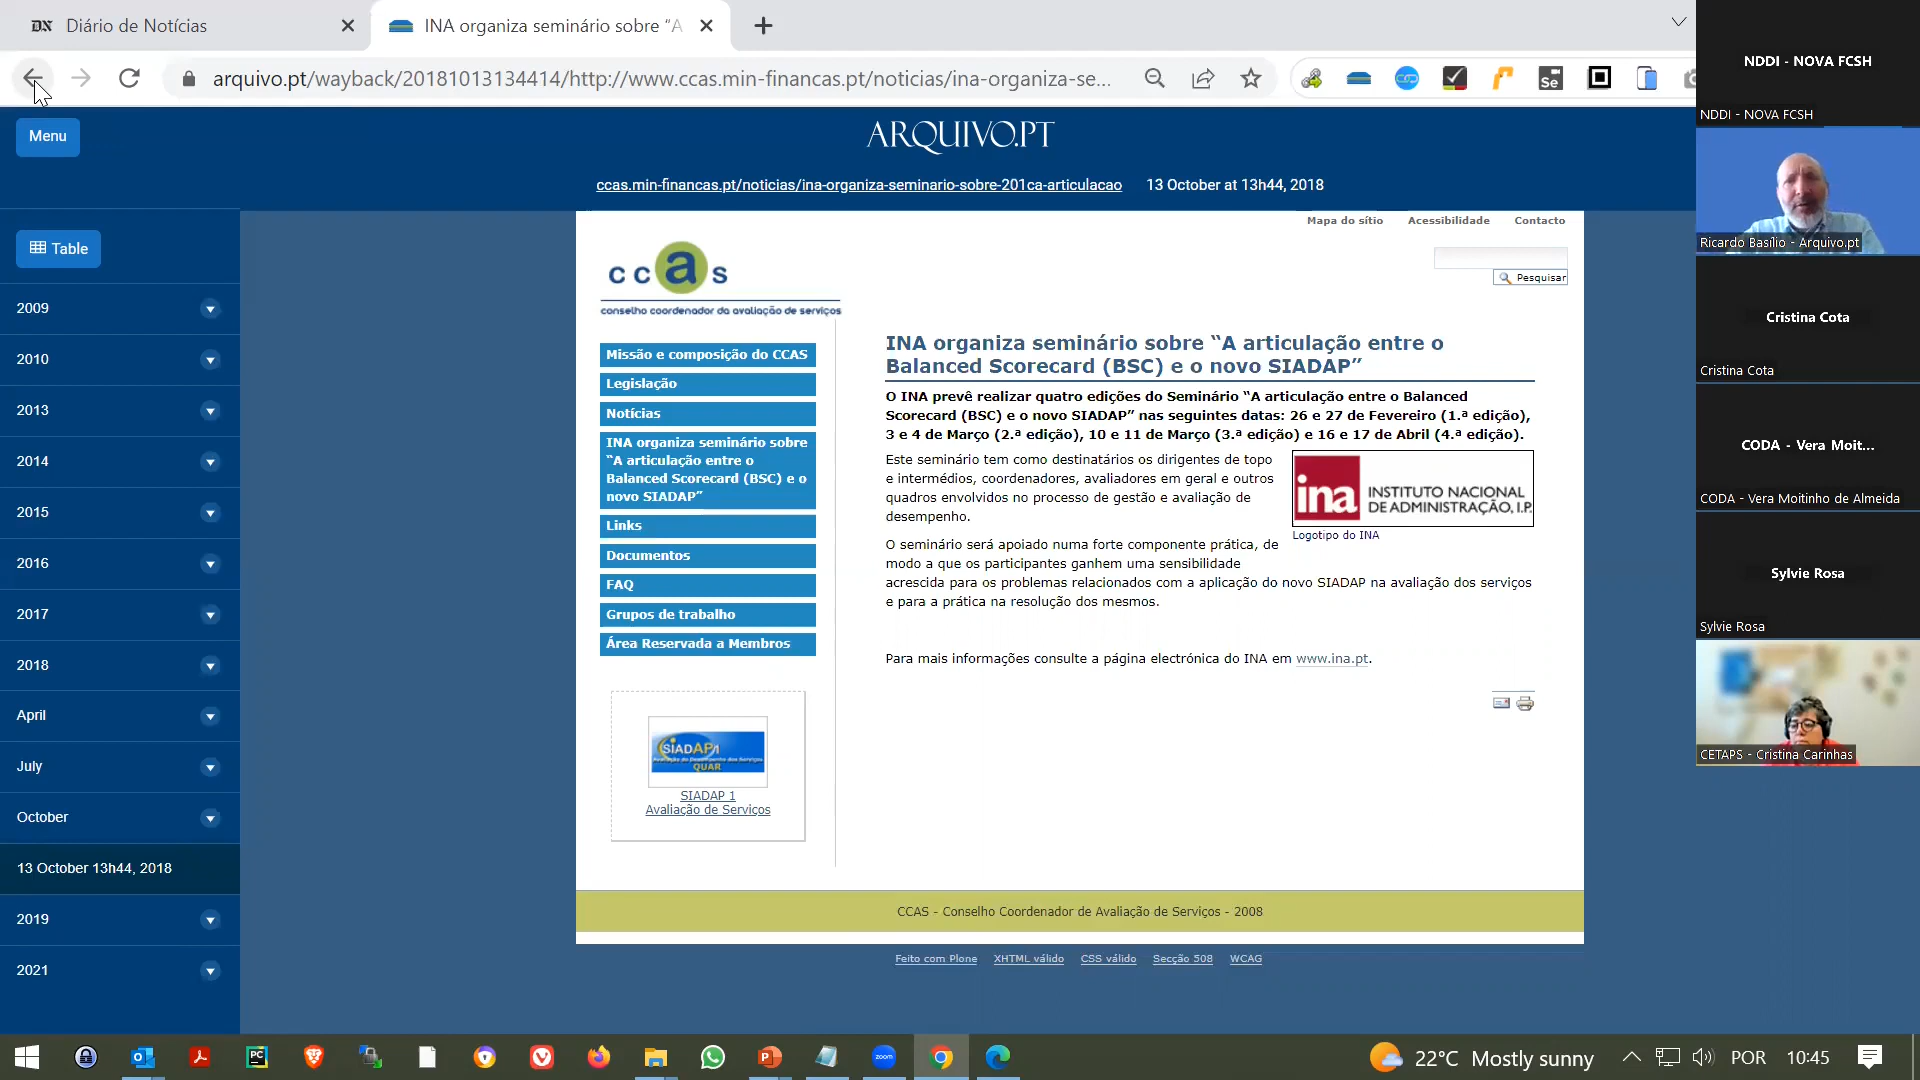 Diário de Notícias
INA organiza seminário sobre “A
arquivo.pt/wayback/20181013134414/http://www.ccas.min-financas.pt/noticias/ina-organiza-se...
Menu
ARQUIVO.PT
ccas.min-financas.pt/noticias/ina-organiza-seminario-sobre-201ca-articulacao 13 October at 13h44, 2018
Table
2009
2010
2013
2014
2015
2016
2017
2018
April
July
October
13 October 13h44, 2018
2019
2021
Mapa do sítio Acessibilidade Contacto
ccas
conselho coordenador da avaliação de serviços
Pesquisar
Missão e composição do CCAS
Legislação
Notícias
INA organiza seminário sobre
“A articulação entre o
Balanced Scorecard (BSC) e o
novo SIADAP”
Links
Documentos
FAQ
Grupos de trabalho
Área Reservada a Membros
SIADAP1
Avaliação do Desempenho dos Serviços
QUAR
SIADAP 1
Avaliação de Serviços
INA organiza seminário sobre “A articulação entre o
Balanced Scorecard (BSC) e o novo SIADAP”
O INA prevê realizar quatro edições do Seminário “A articulação entre o Balanced
Scorecard (BSC) e o novo SIADAP” nas seguintes datas: 26 e 27 de Fevereiro (1.ª edição),
3 e 4 de Março (2.ª edição), 10 e 11 de Março (3.ª edição) e 16 e 17 de Abril (4.ª edição).
Este seminário tem como destinatários os dirigentes de topo
e intermédios, coordenadores, avaliadores em geral e outros
quadros envolvidos no processo de gestão e avaliação de
desempenho.
ina INSTITUTO NACIONAL
DE ADMINISTRAÇÃO, I.P.
Logotipo do INA
O seminário será apoiado numa forte componente prática, de
modo a que os participantes ganhem uma sensibilidade
acrescida para os problemas relacionados com a aplicação do novo SIADAP na avaliação dos serviços
e para a prática na resolução dos mesmos.
Para mais informações consulte a página electrónica do INA em www.ina.pt.
CCAS - Conselho Coordenador de Avaliação de Serviços - 2008
Feito com Plone XHTML válido CSS válido Secção 508 WCAG
NDDI - NOVA FCSH
NDDI - NOVA FCSH
Ricardo Basílio - Arquivo.pt
Cristina Cota
Cristina Cota
CODA - Vera Moit...
CODA - Vera Moitinho de Almeida
Sylvie Rosa
Sylvie Rosa
CETAPS - Cristina Carinhas
22°C Mostly sunny
POR
10:45